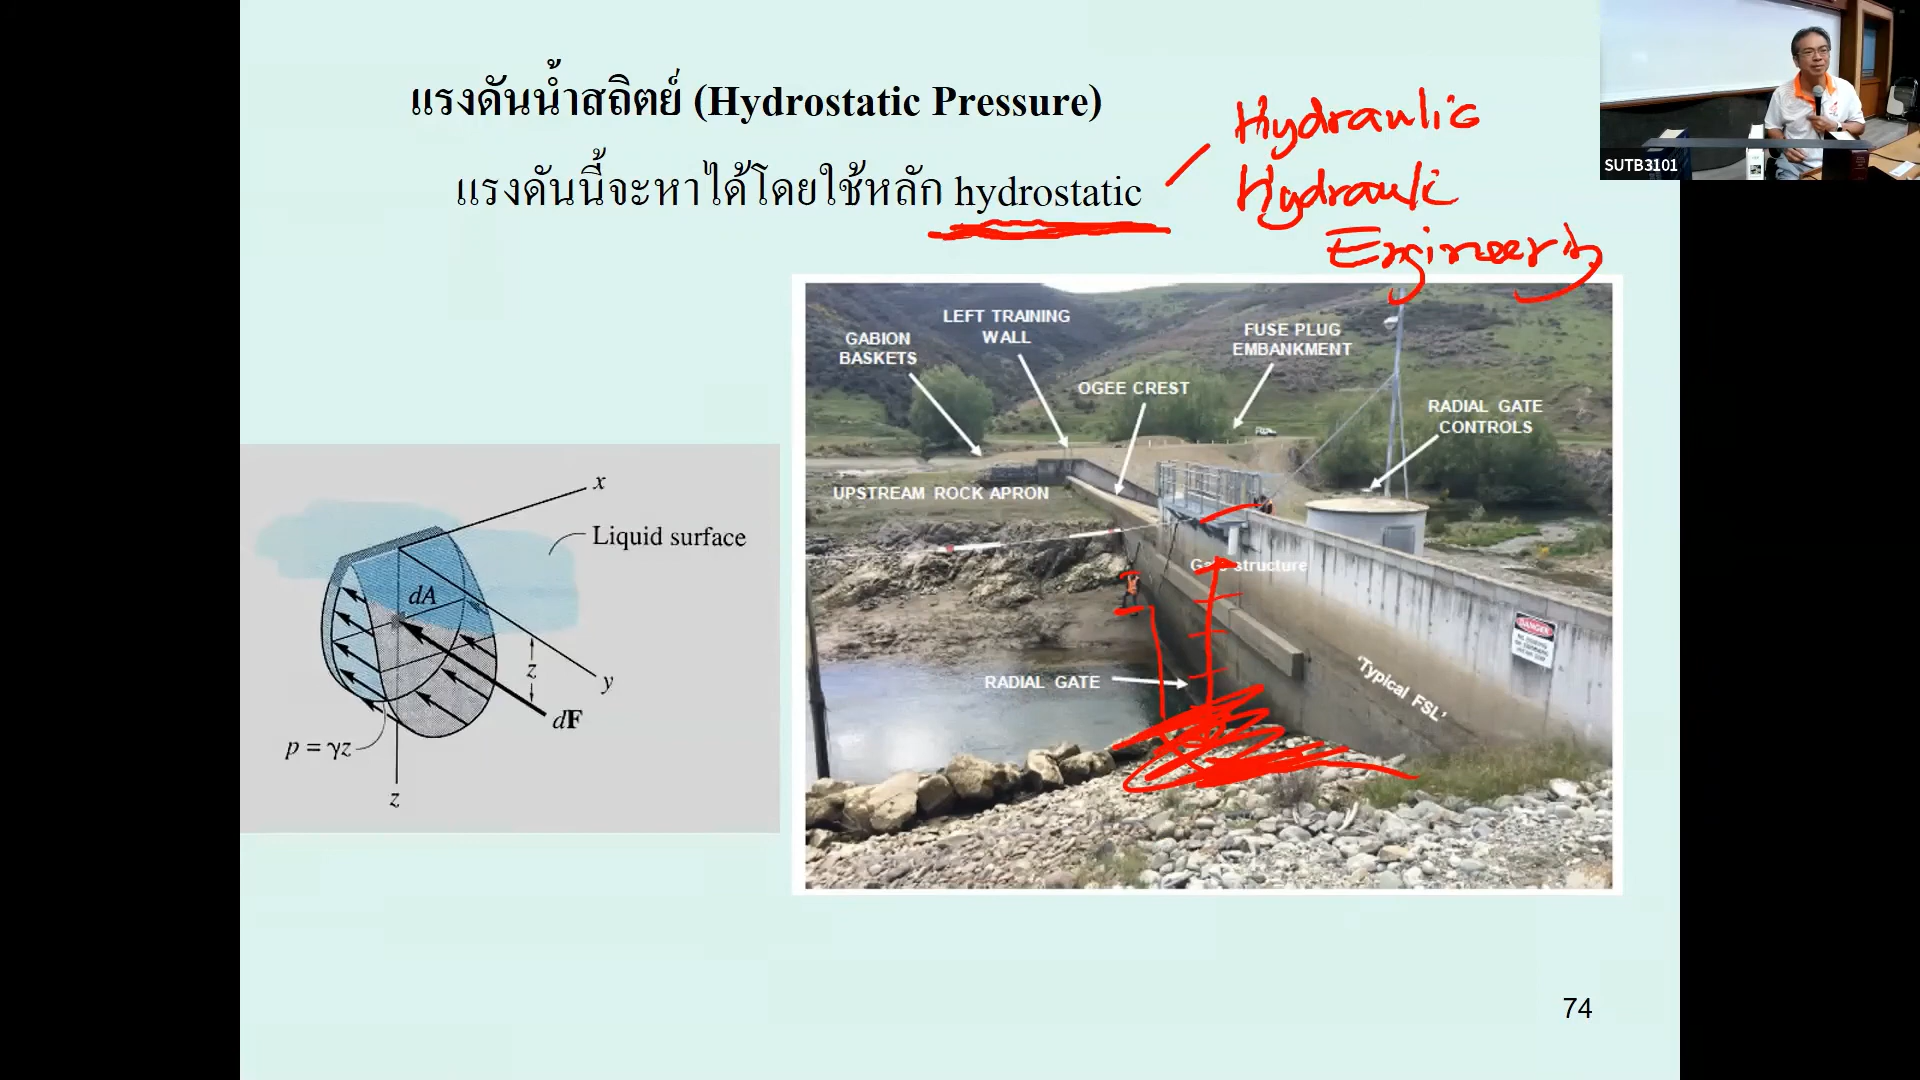 แรงดันน้ำสถิตย์ (Hydrostatic Pressure)
แรงดันนี้จะหาได้โดยใช้หลัก hydrostatic
Hydraulic
Hydraulic
Engineering
SUTB3101
LEFT TRAINING
WALL
GABION
BASKETS
FUSE PLUG
EMBANKMENT
OGEE CREST
RADIAL GATE
CONTROLS
UPSTREAM ROCK APRON
Gate structure
RADIAL GATE
'Typical FSL'
DANGER
x
Liquid surface
dA
z
y
dF
p = γz
z
74